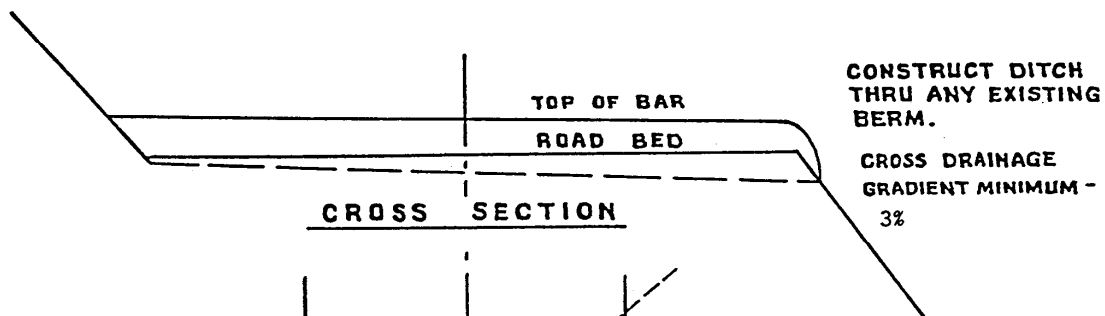 CONSTRUCT DITCH
THRU ANY EXISTING
BERM.
TOP OF BAR
ROAD BED
CROSS DRAINAGE
GRADIENT MINIMUM -
3%
CROSS SECTION